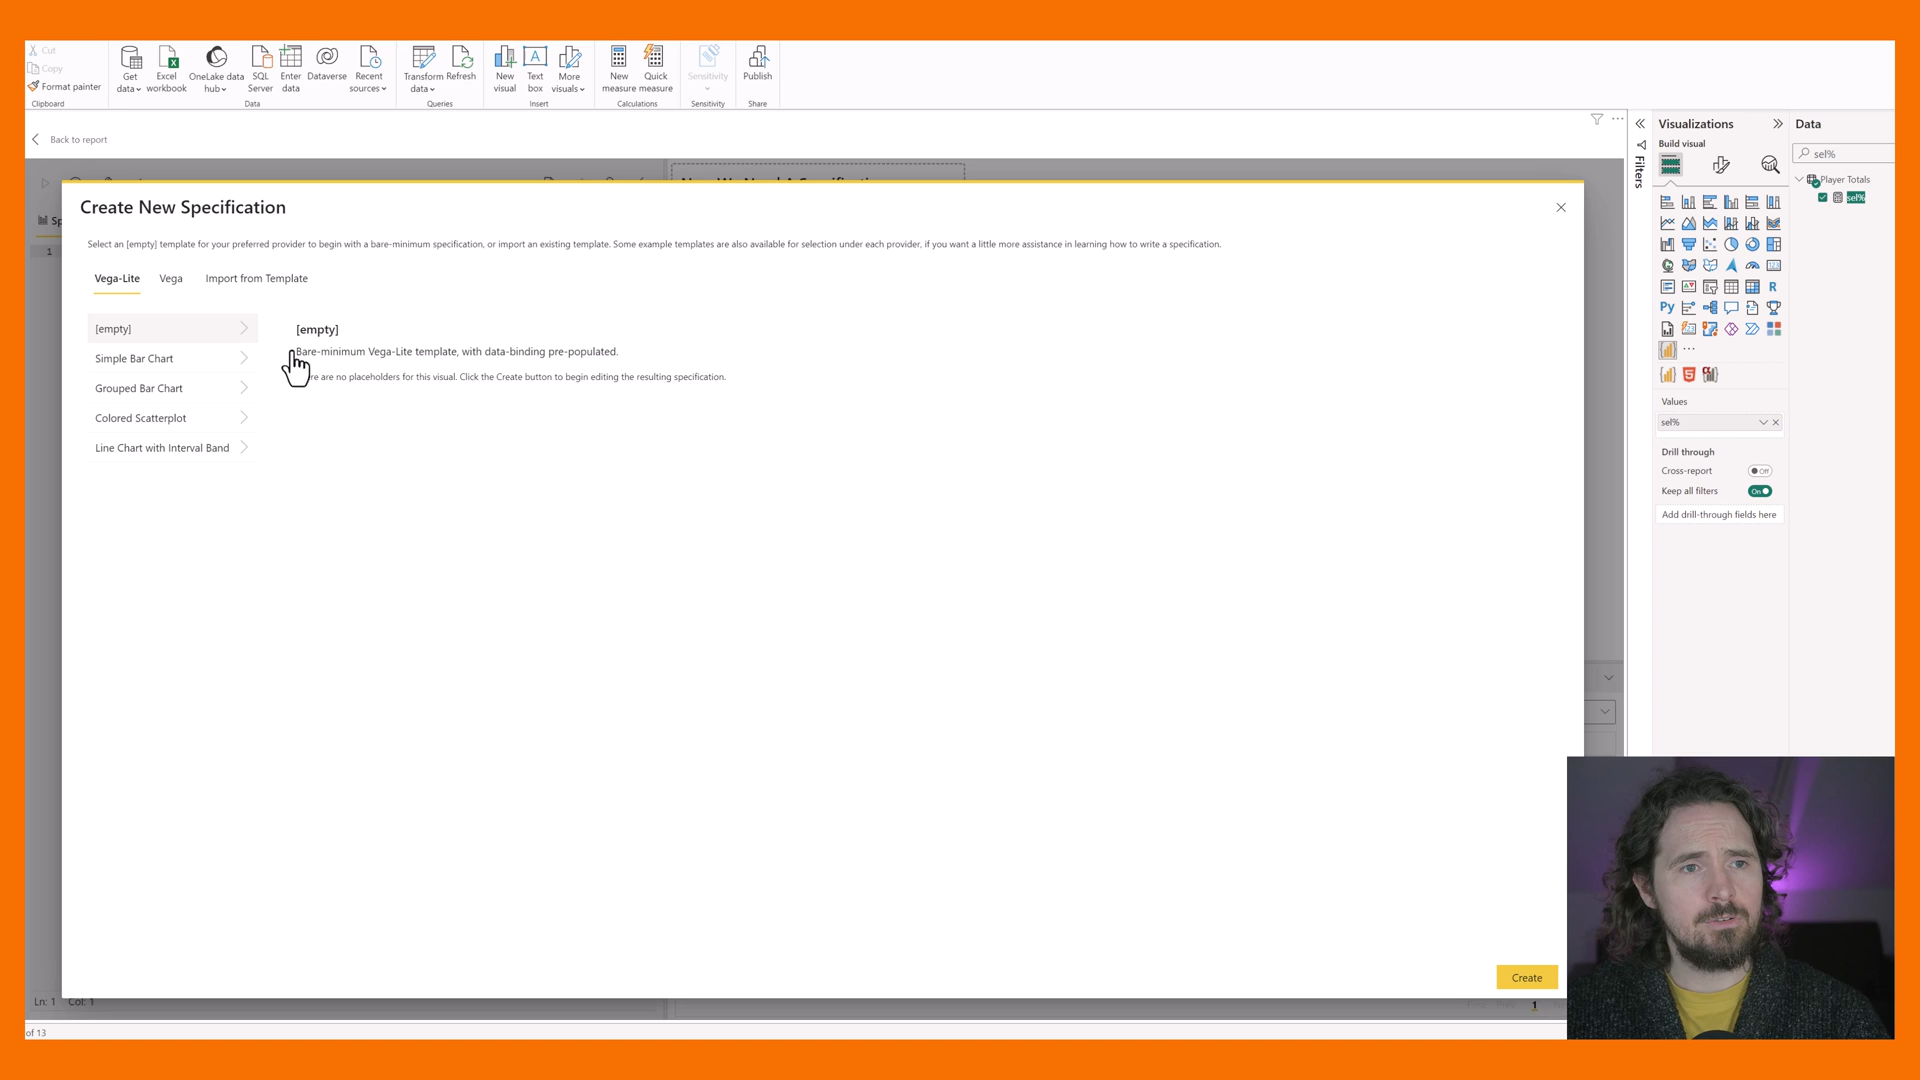 Cut
Copy
Format painter
Clipboard
Get data
Excel workbook
OneLake data hub
SQL Server
Enter data
Dataverse
Recent sources
Data
Transform data
Refresh
Queries
New visual
Text box
More visuals
Insert
New measure
Quick measure
Calculations
Sensitivity
Sensitivity
Publish
Share
Back to report
Filters
Visualizations
Build visual
Data
sel%
Player Totals
sel%
Create New Specification
Select an [empty] template for your preferred provider to begin with a bare-minimum specification, or import an existing template. Some example templates are also available for selection under each provider, if you want a little more assistance in learning how to write a specification.
Vega-Lite
Vega
Import from Template
1
[empty]
Simple Bar Chart
Grouped Bar Chart
Colored Scatterplot
Line Chart with Interval Band
[empty]
Bare-minimum Vega-Lite template, with data-binding pre-populated.
re are no placeholders for this visual. Click the Create button to begin editing the resulting specification.
Create
R
Py
Values
sel%
Drill through
Cross-report
Off
Keep all filters
On
Add drill-through fields here
Ln: 1 Col: 1
1
of 13